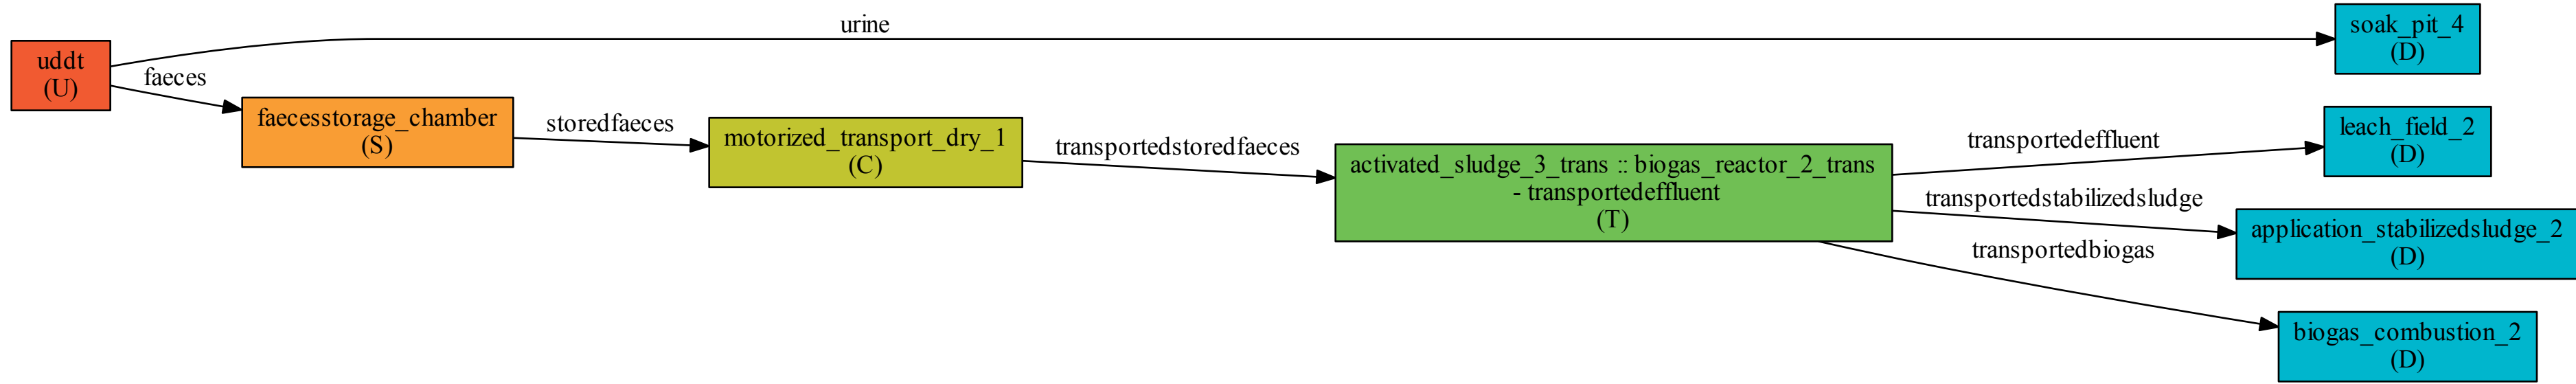 uddt
(U)
urine
faeces
faecesstorage_chamber
(S)
storedfaeces
motorized_transport_dry_1
(C)
transportedstoredfaeces
activated_sludge_3_trans :: biogas_reactor_2_trans
- transportedeffluent
(T)
transportedeffluent
transportedstabilizedsludge
transportedbiogas
soak_pit_4
(D)
leach_field_2
(D)
application_stabilizedsludge_2
(D)
biogas_combustion_2
(D)